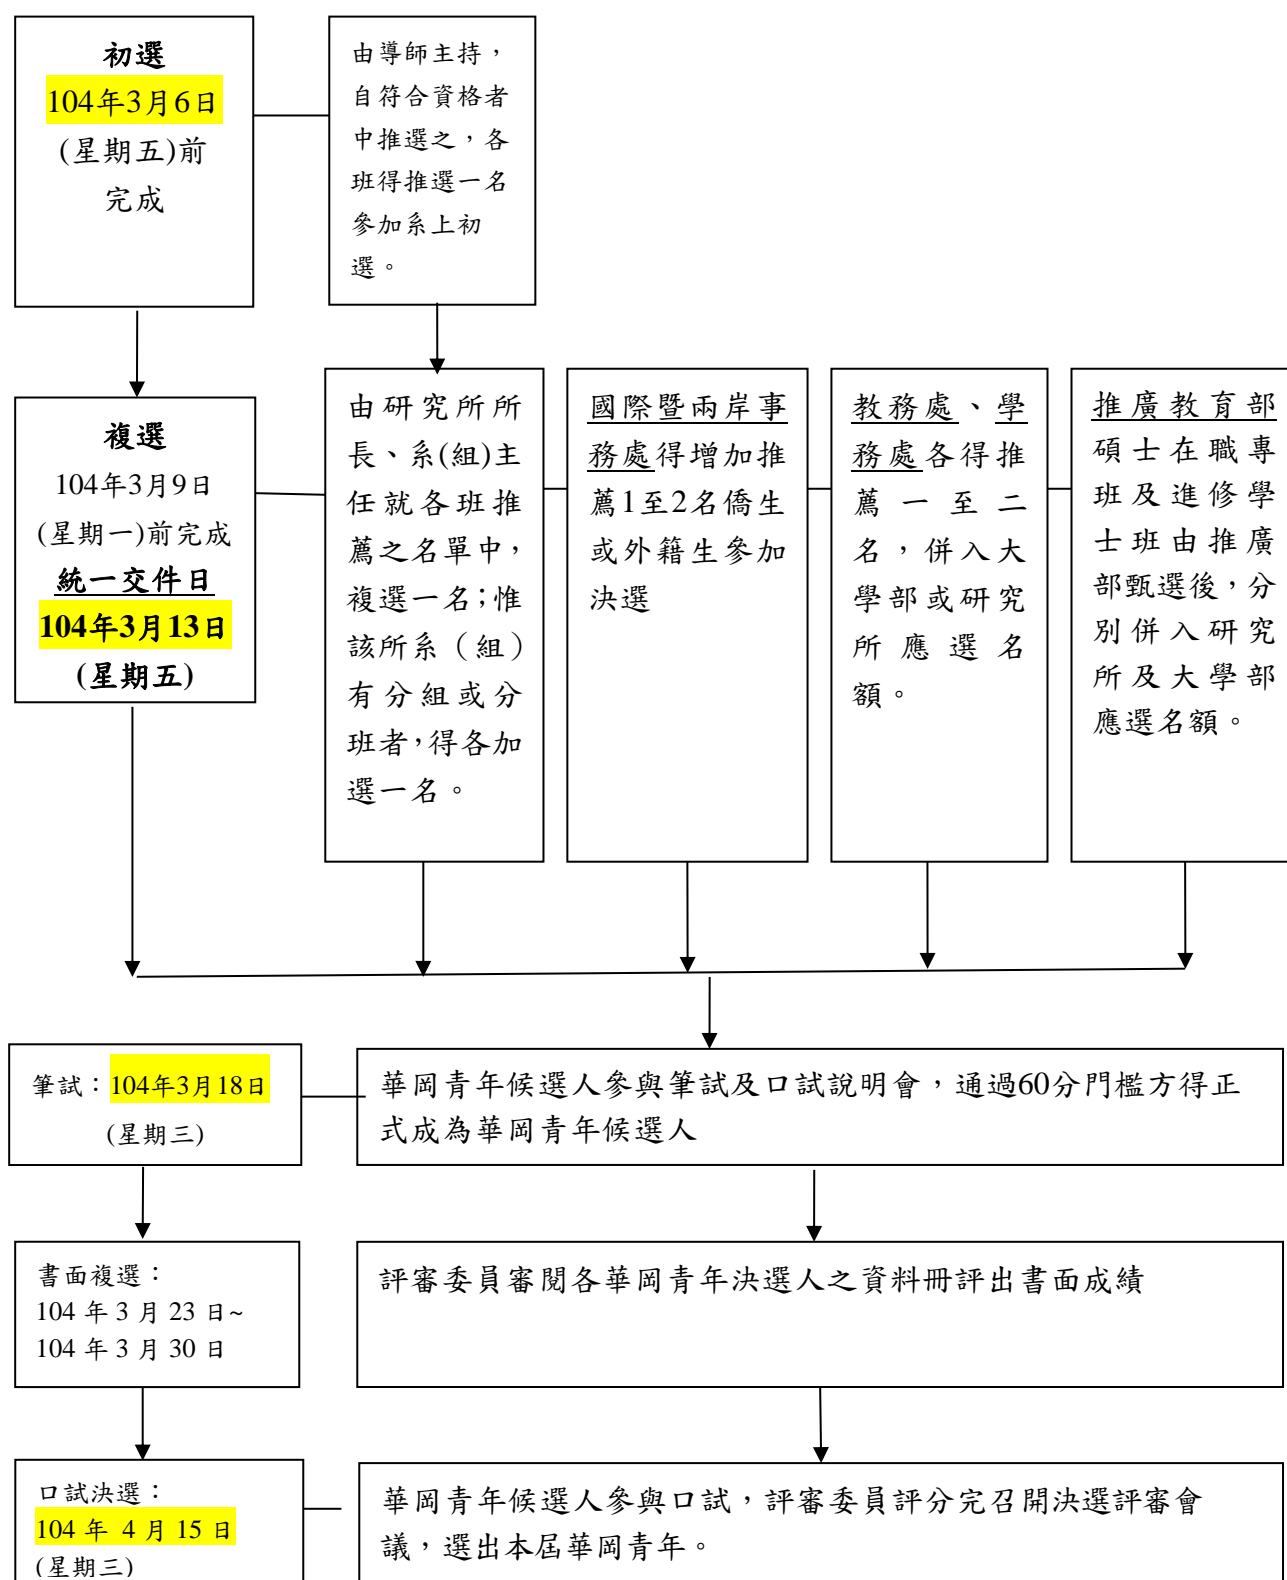 初選
104年3月6日
(星期五)前
完成
由導師主持，
自符合資格者
中推選之，各
班得推選一名
參加系上初
選。
複選
104年3月9日
(星期一)前完成
統一交件日
104年3月13日
(星期五)
由研究所所
長、系(組)主
任就各班推
薦之名單中，
複選一名；惟
該所系（組）
有分組或分
班者，得各加
選一名。
國際暨兩岸事
務處得增加推
薦1至2名僑生
或外籍生參加
決選
教務處、學
務處各得推
薦一至二
名，併入大
學部或研究
所應選名
額。
推廣教育部
碩士在職專
班及進修學
士班由推廣
部甄選後，分
別併入研究
所及大學部
應選名額。
筆試：104年3月18日
(星期三)
華岡青年候選人參與筆試及口試說明會，通過60分門檻方得正
式成為華岡青年候選人
書面複選：
104 年 3 月 23 日~
104 年 3 月 30 日
評審委員審閱各華岡青年決選人之資料冊評出書面成績
口試決選：
104 年 4 月 15 日
(星期三)
華岡青年候選人參與口試，評審委員評分完召開決選評審會
議，選出本屆華岡青年。